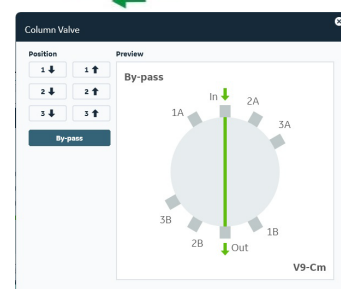 Column Valve
Position
Preview
1 ⬇ 1 ⬆
2 ⬇ 2 ⬆
3 ⬇ 3 ⬆
By-pass
By-pass
In
2A
1A
3A
3B
1B
2B
Out
V9-Cm